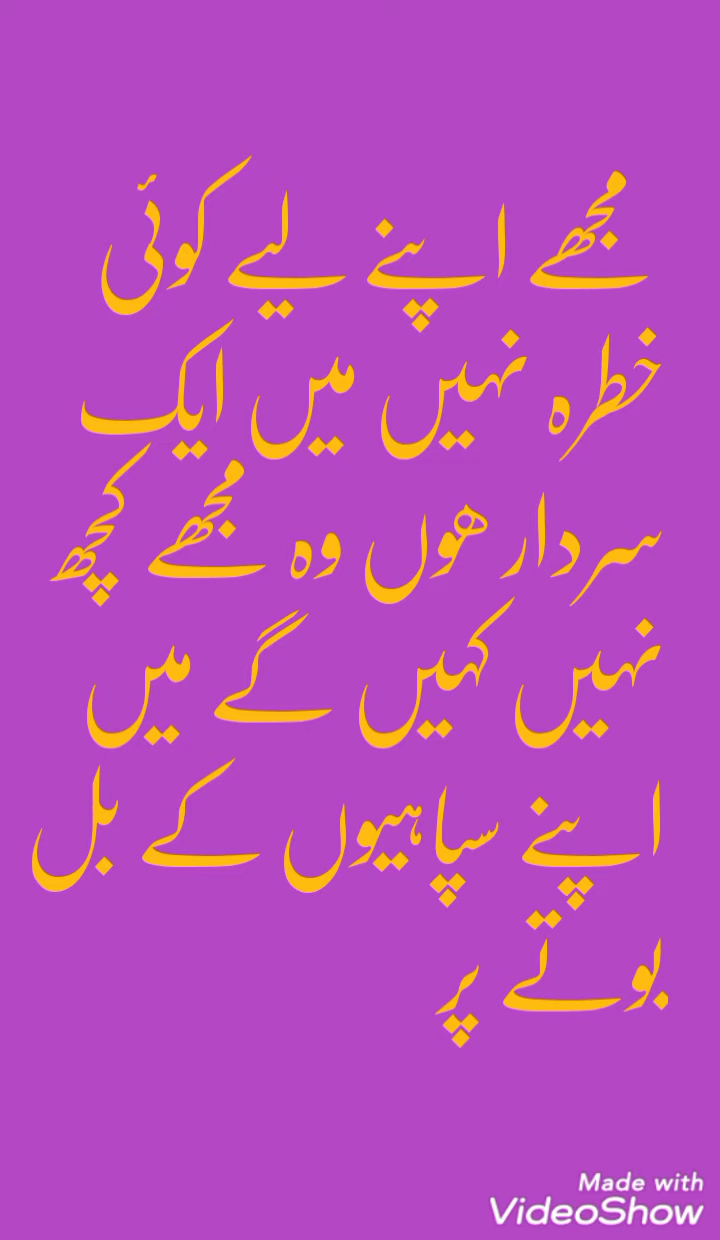 مجھے اپنے لیے کوئی
خطرہ نہیں میں ایک
سردار ھوں وہ مجھے کچھ
نہیں کہیں گے میں
اپنے سپاہیوں کے بل
بوتے پر
Made with
VideoShow